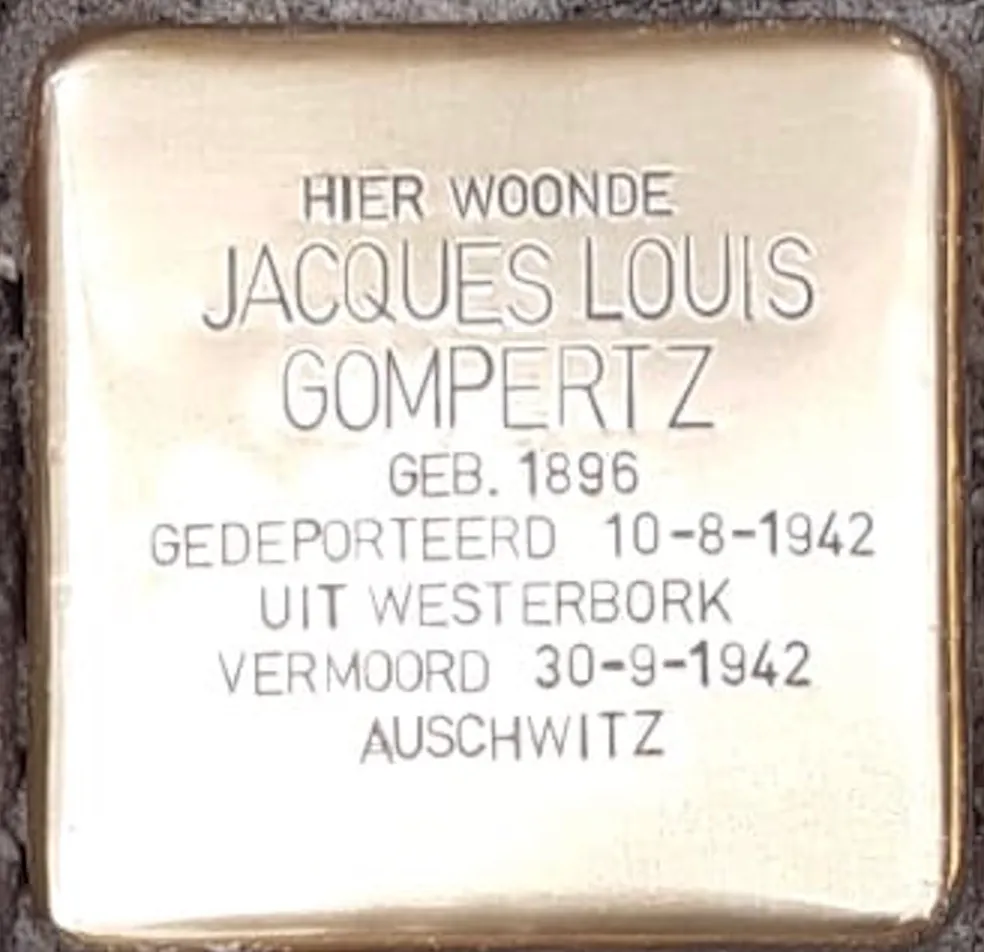 HIER WOONDE
JACQUES LOUIS
GOMPERTZ
GEB. 1896
GEDEPORTEERD 10-8-1942
UIT WESTERBORK
VERMOORD 30-9-1942
AUSCHWITZ